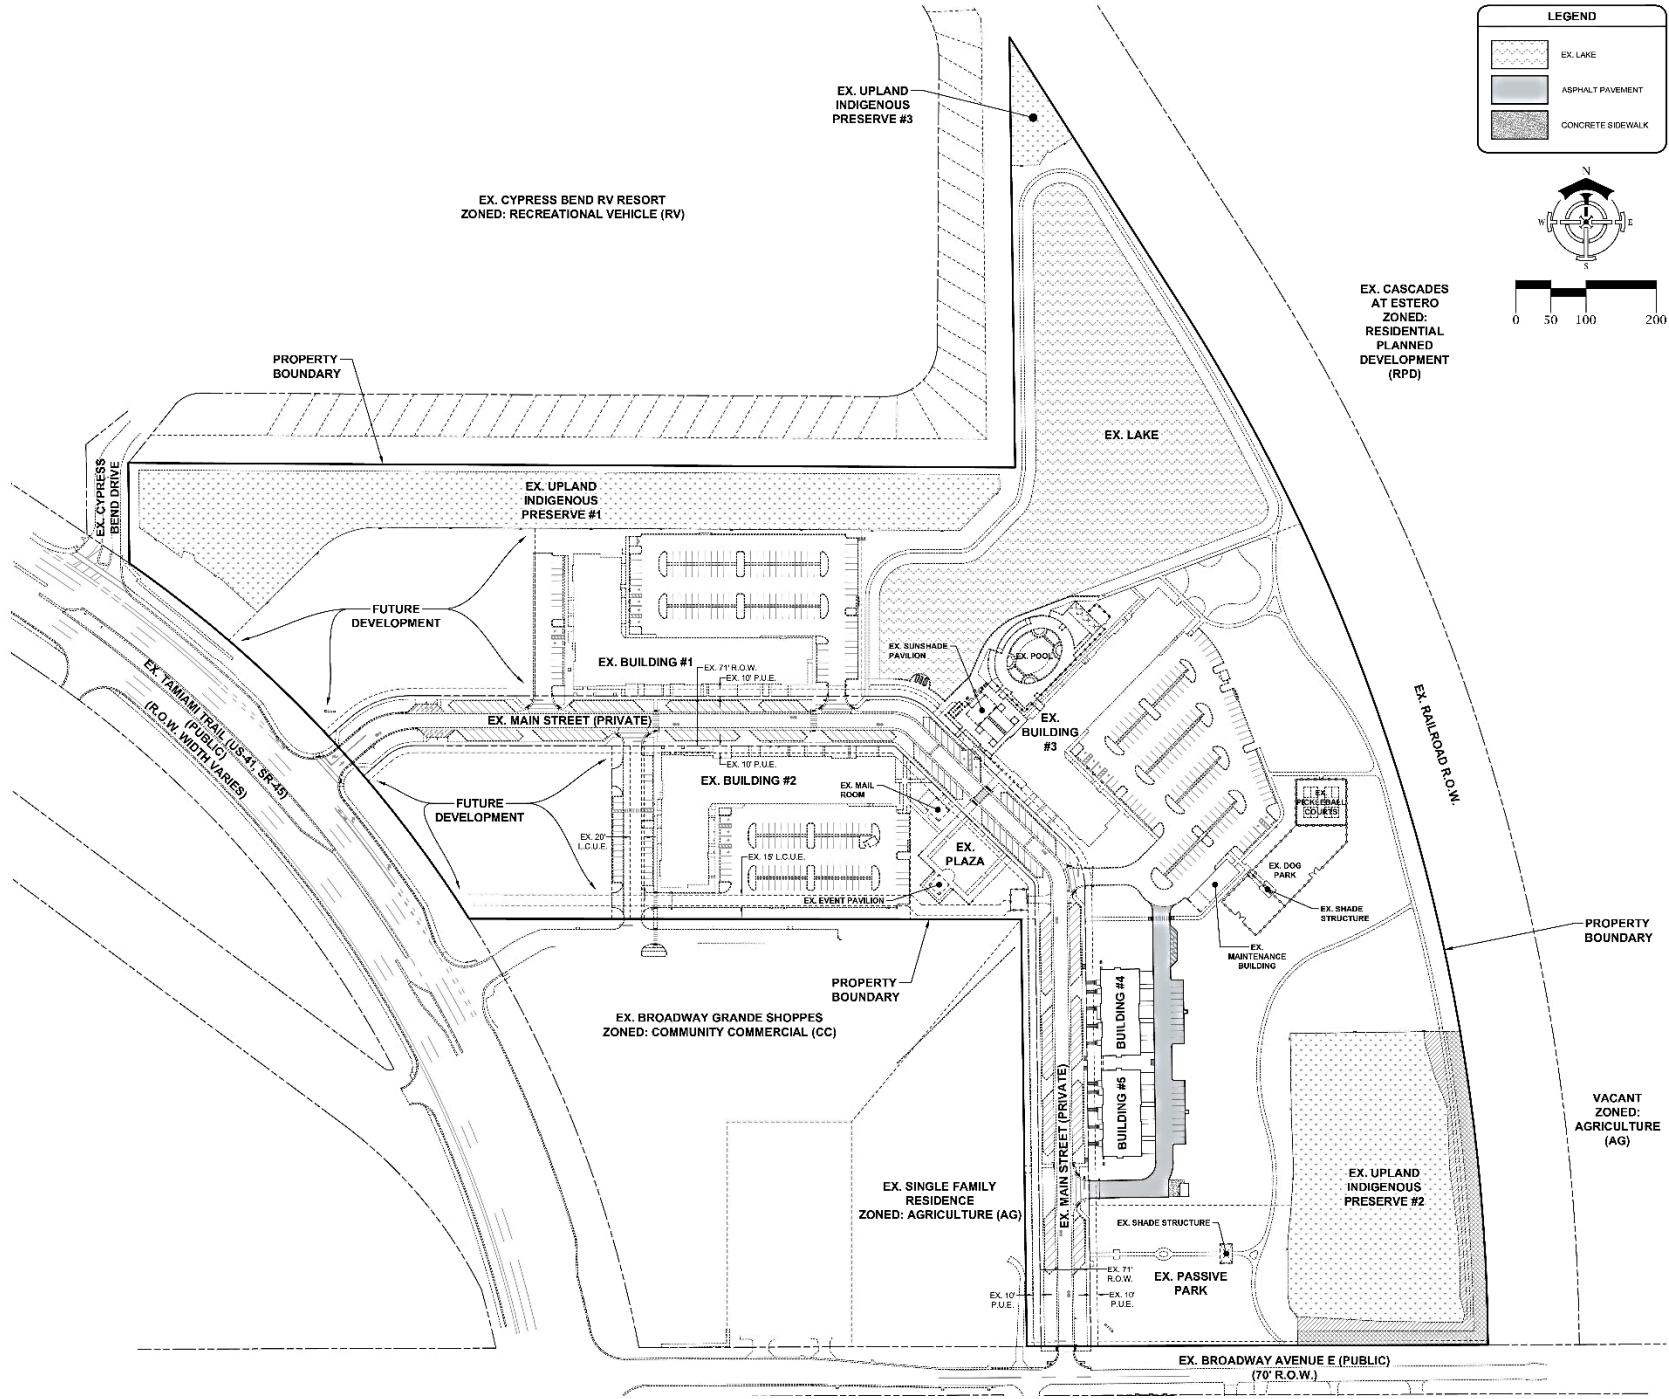 LEGEND
EX. LAKE
ASPHALT PAVEMENT
CONCRETE SIDEWALK
N
W
E
S
0 50 100 200
EX. UPLAND
INDIGENOUS
PRESERVE #3
EX. CYPRESS BEND RV RESORT
ZONED: RECREATIONAL VEHICLE (RV)
EX. CASCADES
AT ESTERO
ZONED:
RESIDENTIAL
PLANNED
DEVELOPMENT
(RPD)
PROPERTY
BOUNDARY
EX. LAKE
EX. CYPRESS
BEND DRIVE
EX. UPLAND
INDIGENOUS
PRESERVE #1
FUTURE
DEVELOPMENT
EX. BUILDING #1
EX. 71' R.O.W.
EX. 10' P.U.E.
EX. SUNSHADE
PAVILION
EX. POOL
EX. TAMIAMI TRAIL (US-41, SR-45)
(PUBLIC)
(R.O.W. WIDTH VARIES)
EX. MAIN STREET (PRIVATE)
EX.
BUILDING
#3
EX. RAILROAD R.O.W.
EX. 10' P.U.E.
EX. BUILDING #2
EX. MAIL
ROOM
EX.
PICKLEBALL
COURTS
FUTURE
DEVELOPMENT
EX. 20'
L.C.U.E.
EX. 15' L.C.U.E.
EX.
PLAZA
EX. EVENT PAVILION
EX. DOG
PARK
EX. SHADE
STRUCTURE
PROPERTY
BOUNDARY
EX.
MAINTENANCE
BUILDING
PROPERTY
BOUNDARY
EX. BROADWAY GRANDE SHOPPES
ZONED: COMMUNITY COMMERCIAL (CC)
BUILDING #4
BUILDING #5
EX. MAIN STREET (PRIVATE)
VACANT
ZONED:
AGRICULTURE
(AG)
EX. UPLAND
INDIGENOUS
PRESERVE #2
EX. SINGLE FAMILY
RESIDENCE
ZONED: AGRICULTURE (AG)
EX. SHADE STRUCTURE
EX. 71'
R.O.W.
EX. PASSIVE
PARK
EX. 10'
P.U.E.
EX. 10'
P.U.E.
EX. BROADWAY AVENUE E (PUBLIC)
(70' R.O.W.)